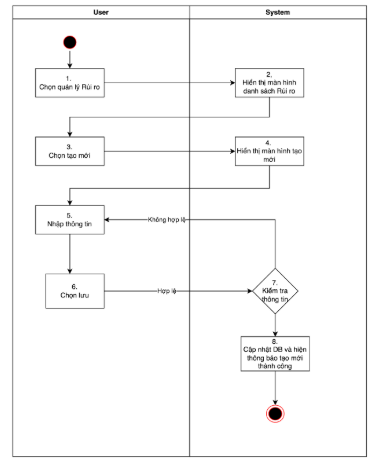 User
System
1.
Chọn quản lý Rủi ro
2.
Hiển thị màn hình
danh sách Rủi ro
3.
Chọn tạo mới
4.
Hiển thị màn hình tạo
mới
5.
Nhập thông tin
Không hợp lệ
6.
Chọn lưu
Hợp lệ
7.
Kiểm tra
thông tin
8.
Cập nhật DB và hiện
thông báo tạo mới
thành công